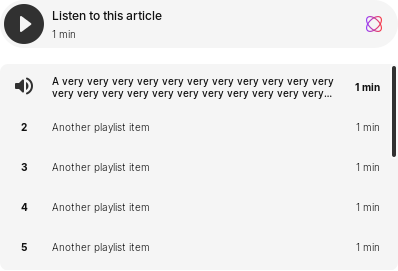 Listen to this article
1 min
A very very very very very very very very very very very
very very very very very very very very very very very...
1 min
2 Another playlist item 1 min
3 Another playlist item 1 min
4 Another playlist item 1 min
5 Another playlist item 1 min